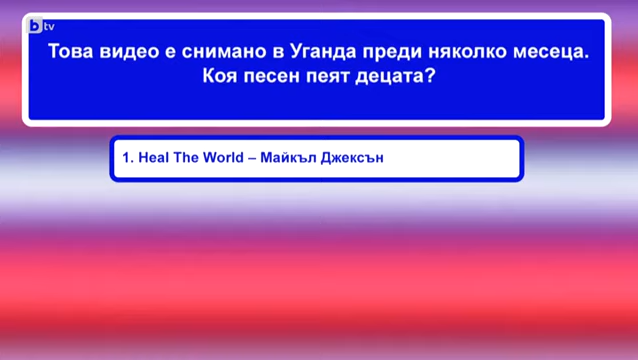 btv
Това видео е снимано в Уганда преди няколко месеца.
Коя песен пеят децата?
1. Heal The World – Майкъл Джексън